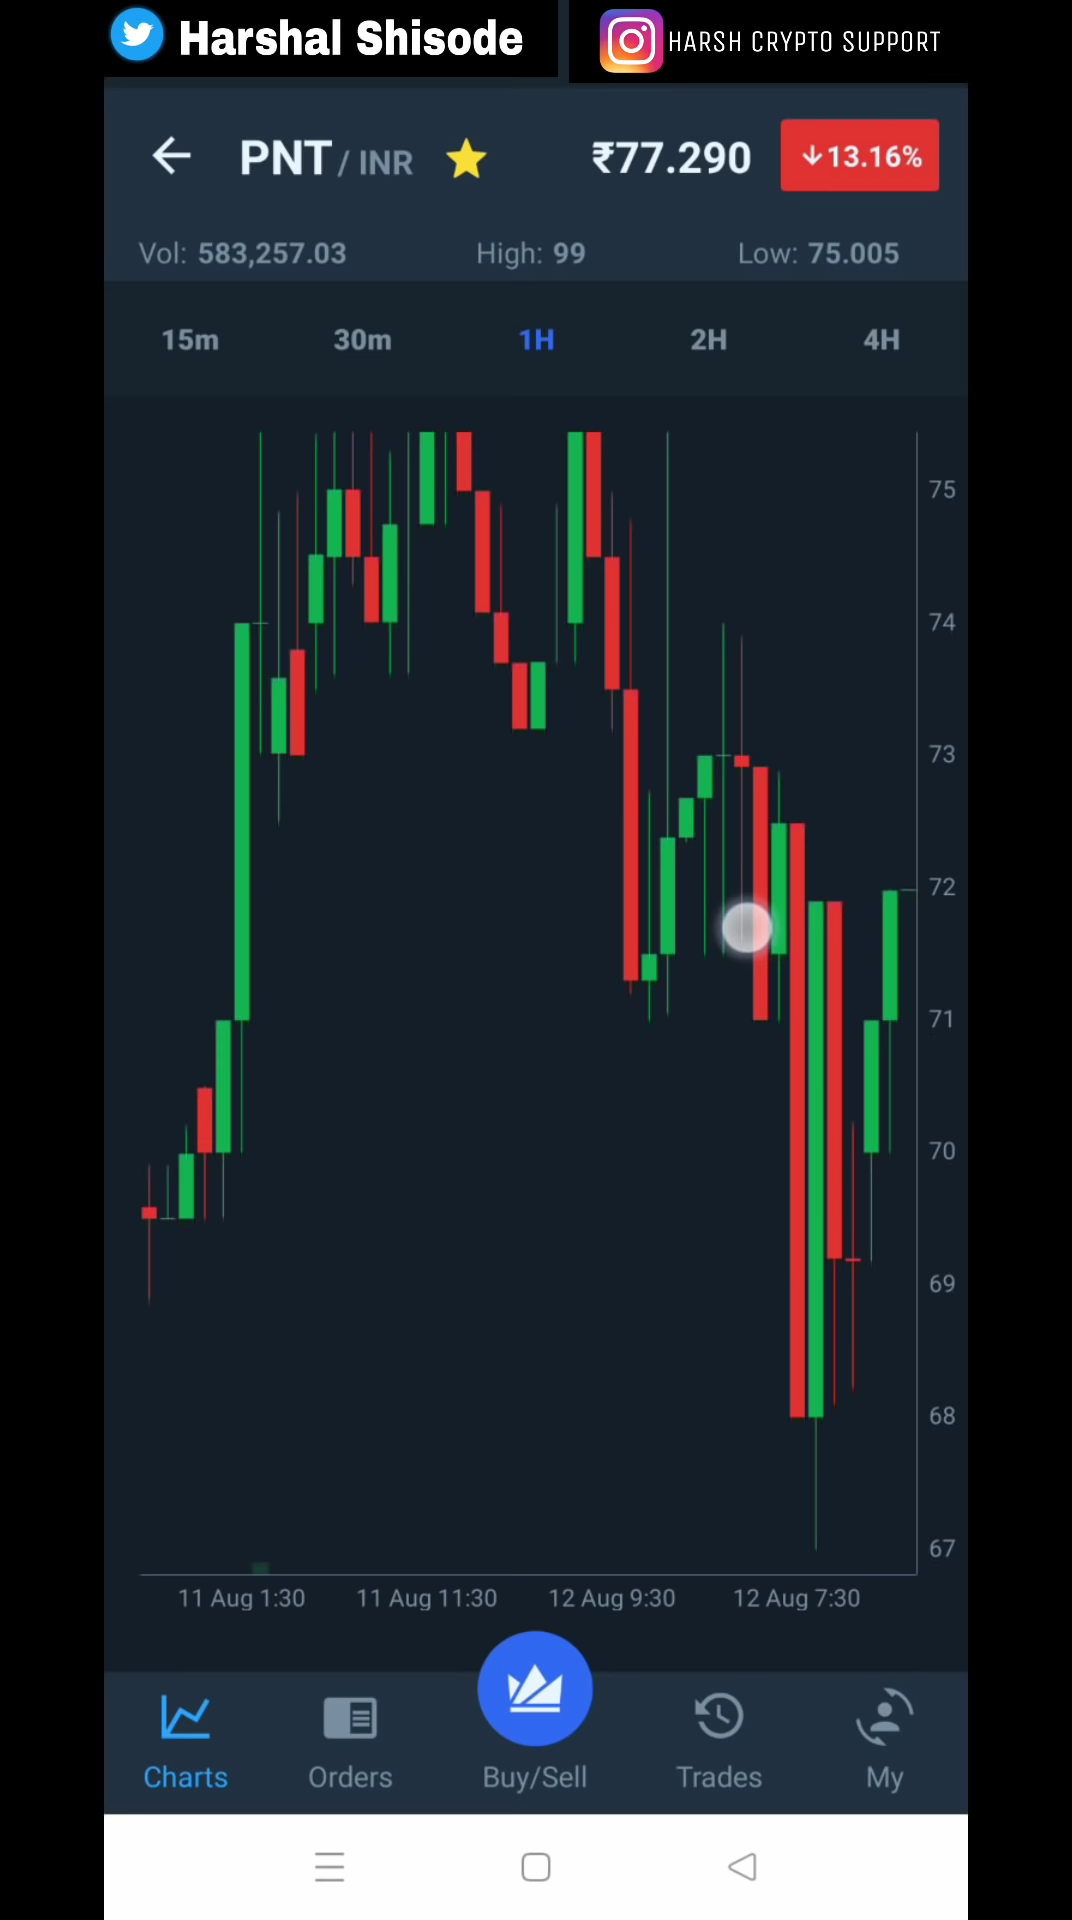 Harshal Shisode
HARSH CRYPTO SUPPORT
PNT / INR ₹77.290 ↓13.16%
Vol: 583,257.03 High: 99 Low: 75.005
15m 30m 1H 2H 4H
75
74
73
72
71
70
69
68
67
11 Aug 1:30 11 Aug 11:30 12 Aug 9:30 12 Aug 7:30
Charts Orders Buy/Sell Trades My